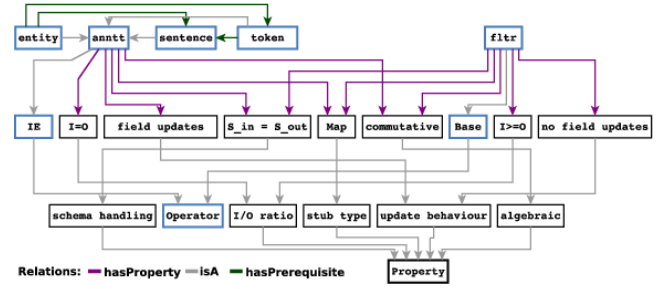 entity anntt sentence token fltr
IE I=O field updates S_in = S_out Map commutative Base I>=O no field updates
schema handling Operator I/O ratio stub type update behaviour algebraic
Relations: hasProperty isA hasPrerequisite Property